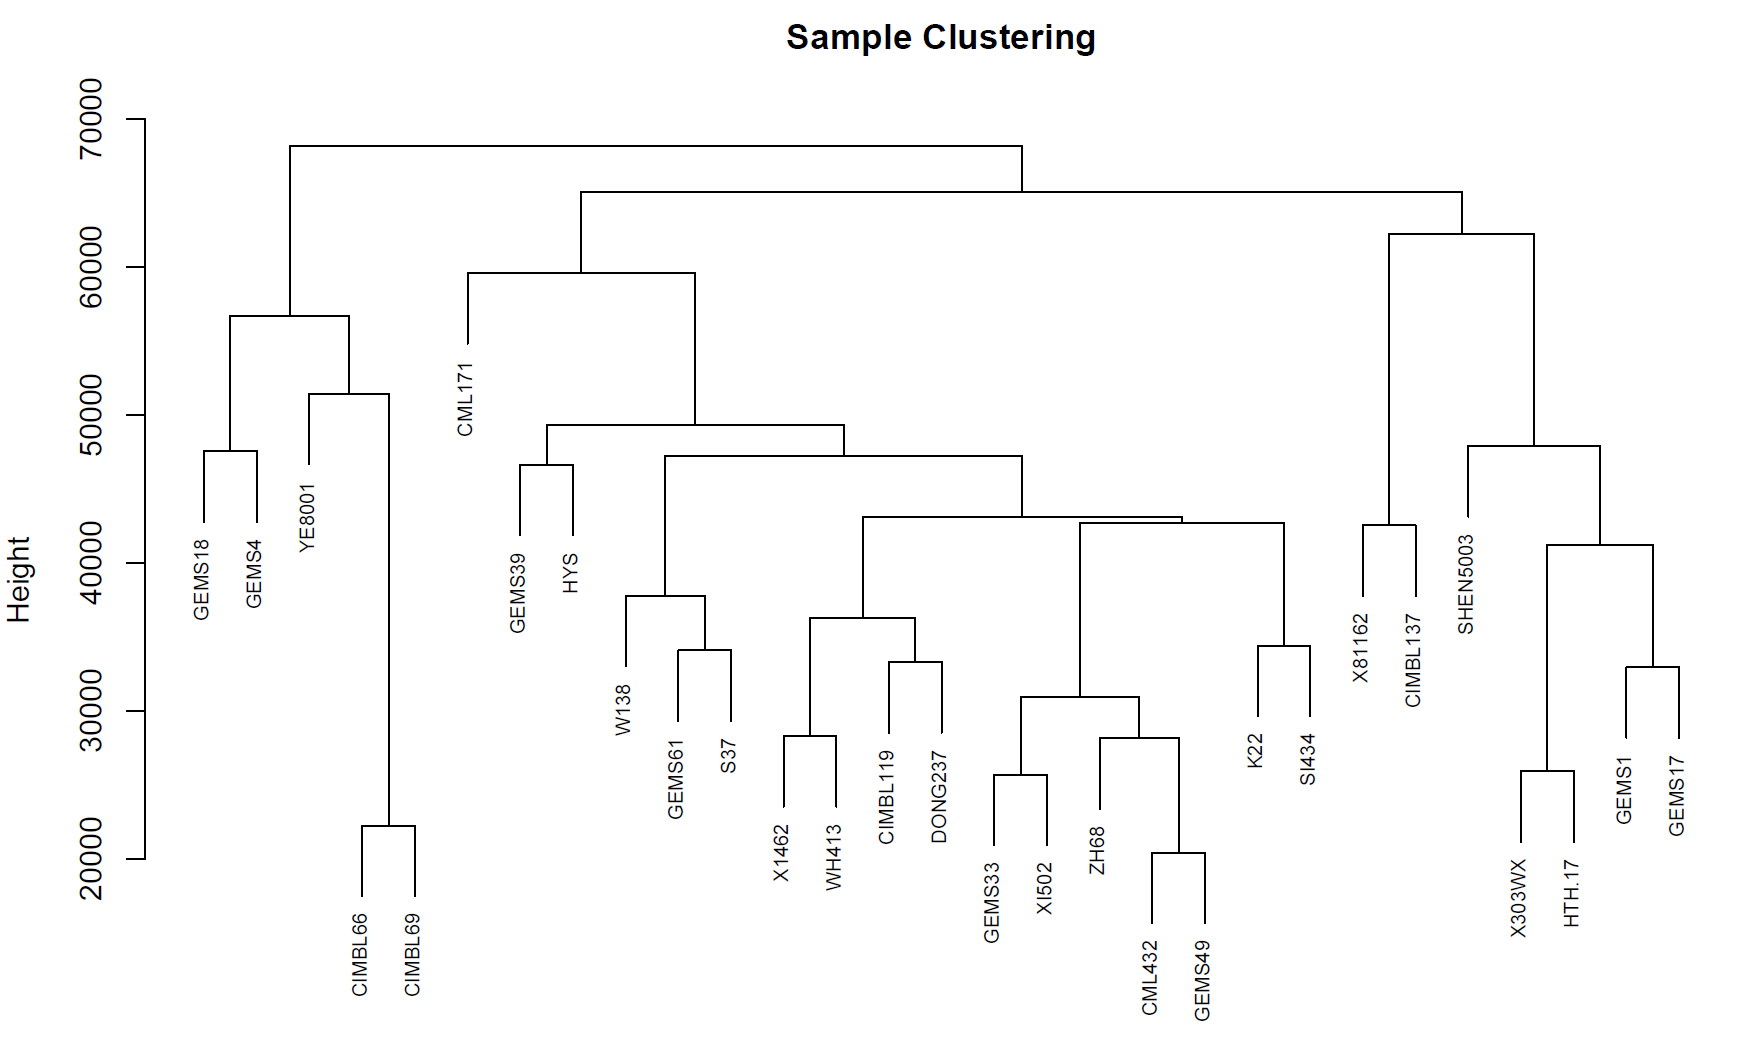 Sample Clustering
Height
70000
60000
50000
40000
30000
20000
GEMS18
GEMS4
YE8001
CIMBL66
CIMBL69
CML171
GEMS39
HYS
W138
GEMS61
S37
X1462
WH413
CIMBL119
DONG237
GEMS33
XI502
ZH68
CML432
GEMS49
K22
SI434
X81162
CIMBL137
SHEN5003
X303WX
HTH.17
GEMS1
GEMS17